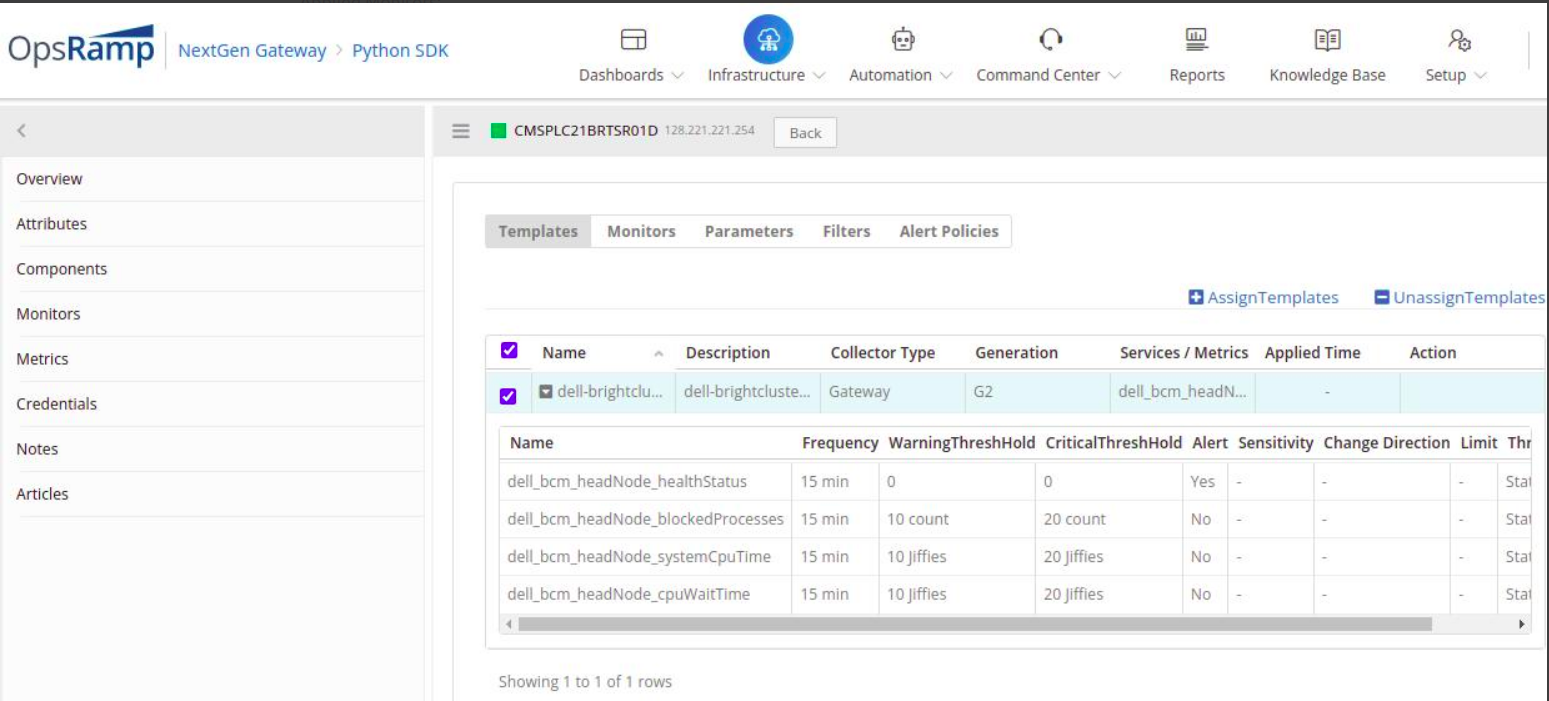 OpsRamp NextGen Gateway > Python SDK
Dashboards Infrastructure Automation Command Center Reports Knowledge Base Setup
CMSPLC21BRTSR01D 128.221.221.254 Back
Overview
Attributes
Components
Monitors
Metrics
Credentials
Notes
Articles
Templates Monitors Parameters Filters Alert Policies
AssignTemplates UnassignTemplates
Name Description Collector Type Generation Services / Metrics Applied Time Action
dell-brightclu... dell-brightcluste... Gateway G2 dell_bcm_headN... -
Name Frequency WarningThreshHold CriticalThreshHold Alert Sensitivity Change Direction Limit Thr
dell_bcm_headNode_healthStatus 15 min 0 0 Yes - - - Stat
dell_bcm_headNode_blockedProcesses 15 min 10 count 20 count No - - - Stat
dell_bcm_headNode_systemCpuTime 15 min 10 Jiffies 20 Jiffies No - - - Stat
dell_bcm_headNode_cpuWaitTime 15 min 10 Jiffies 20 Jiffies No - - - Stat
Showing 1 to 1 of 1 rows